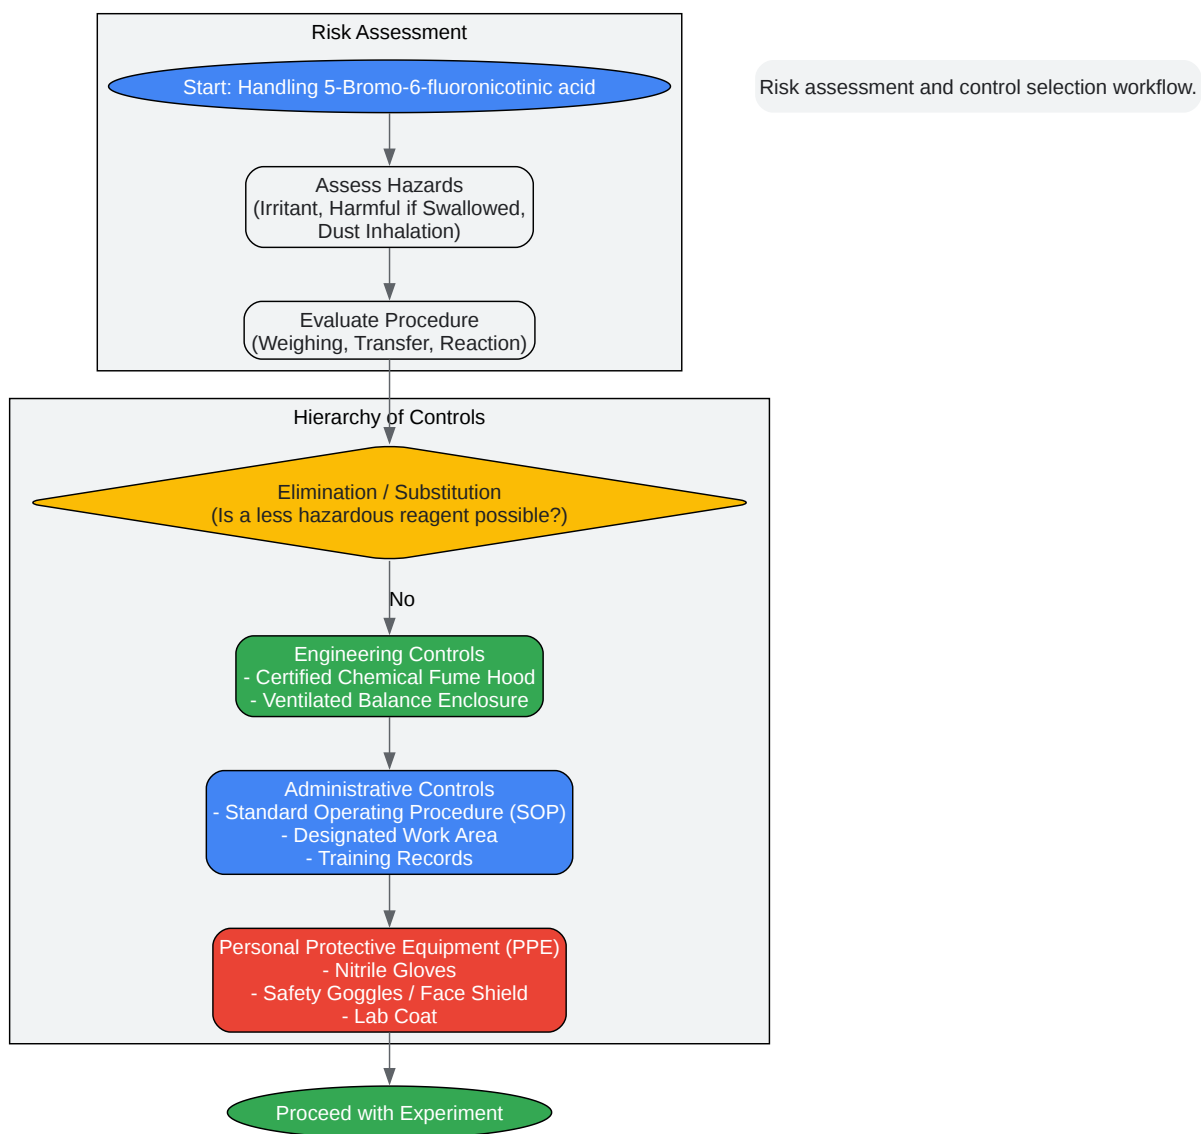 Risk Assessment
Start: Handling 5-Bromo-6-fluoronicotinic acid
Risk assessment and control selection workflow.
Assess Hazards
(Irritant, Harmful if Swallowed,
Dust Inhalation)
Evaluate Procedure
(Weighing, Transfer, Reaction)
Hierarchy of Controls
Elimination / Substitution
(Is a less hazardous reagent possible?)
No
Engineering Controls
- Certified Chemical Fume Hood
- Ventilated Balance Enclosure
Administrative Controls
- Standard Operating Procedure (SOP)
- Designated Work Area
- Training Records
Personal Protective Equipment (PPE)
- Nitrile Gloves
- Safety Goggles / Face Shield
- Lab Coat
Proceed with Experiment